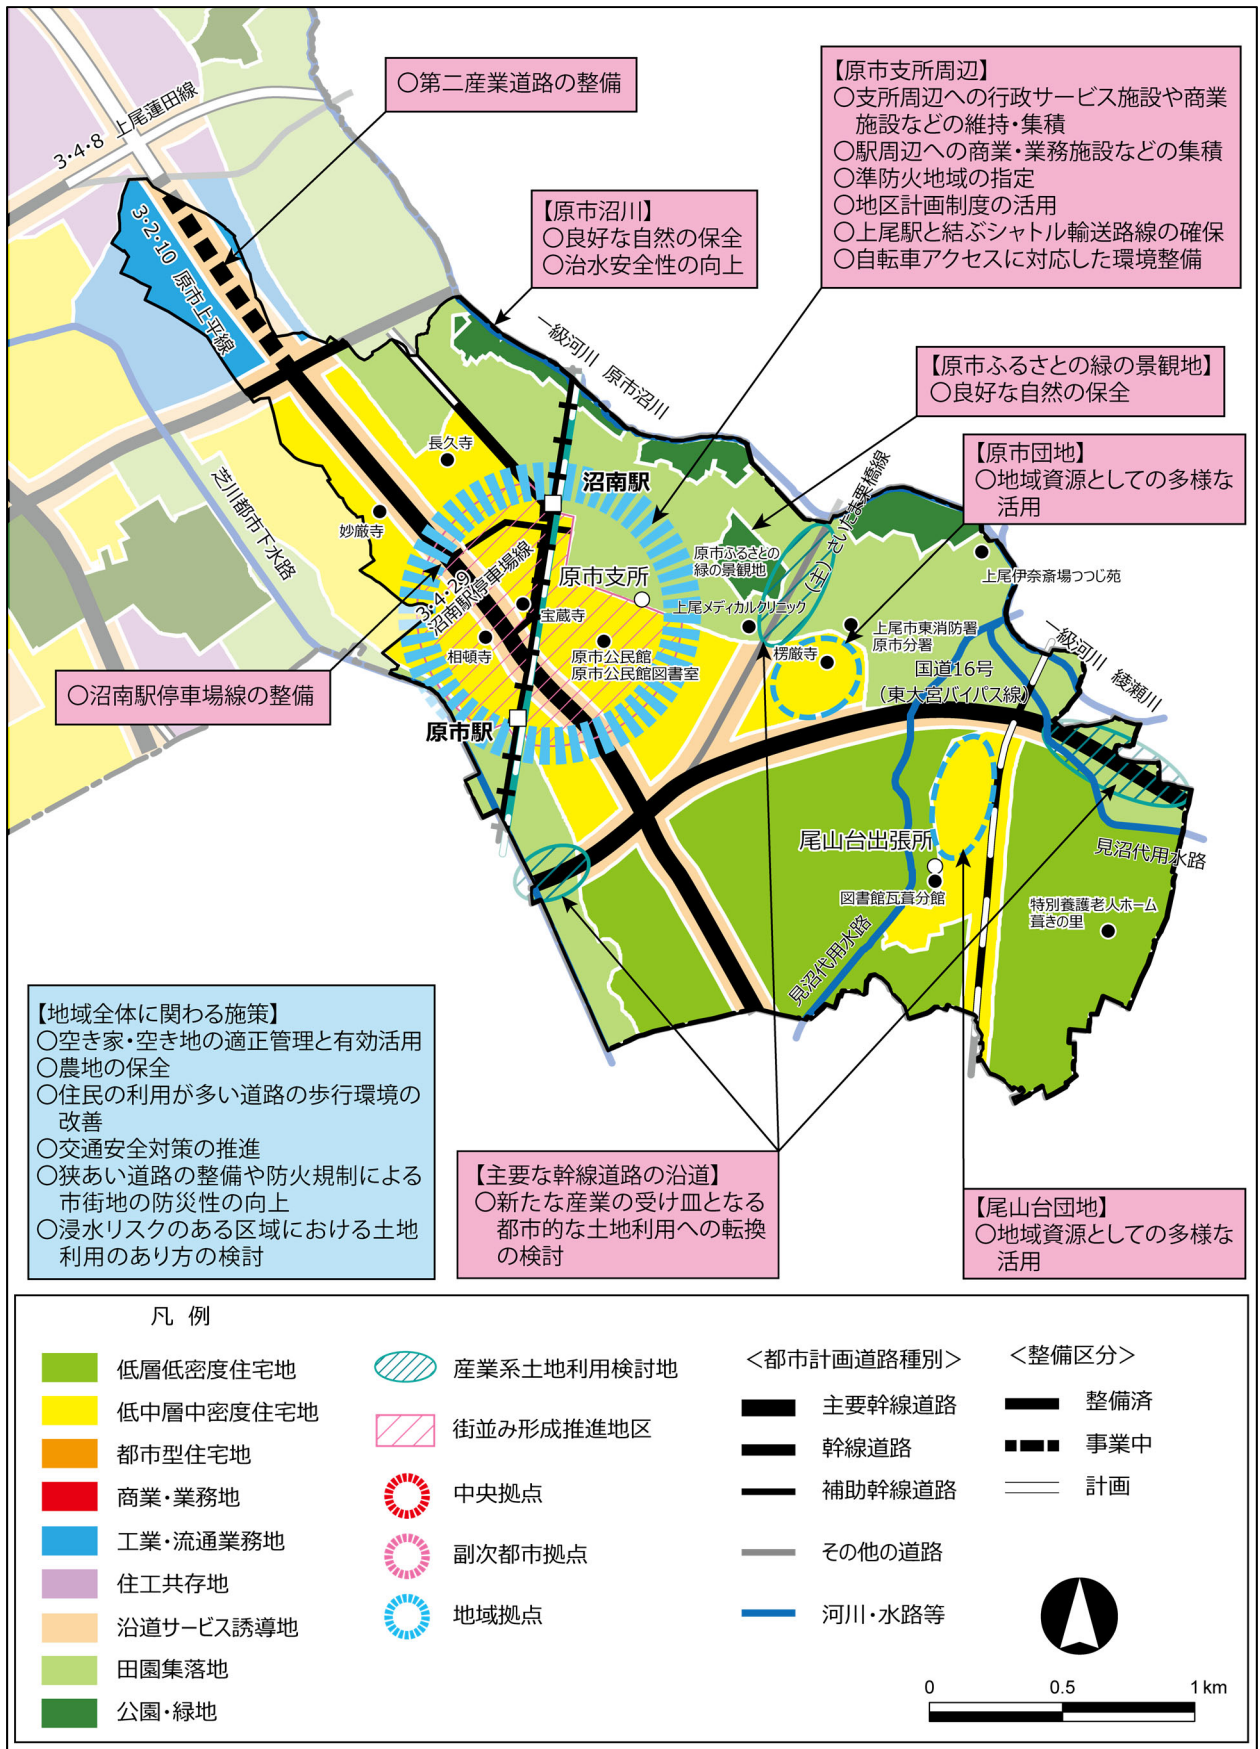 3・4・8 上尾蓮田線
○第二産業道路の整備
【原市支所周辺】
○支所周辺への行政サービス施設や商業
施設などの維持・集積
○駅周辺への商業・業務施設などの集積
○準防火地域の指定
○地区計画制度の活用
○上尾駅と結ぶシャトル輸送路線の確保
○自転車アクセスに対応した環境整備
【原市沼川】
○良好な自然の保全
○治水安全性の向上
3・2・10 原市上平線
一級河川 原市沼川
【原市ふるさとの緑の景観地】
○良好な自然の保全
【原市団地】
○地域資源としての多様な
活用
長久寺
芝川都市下水路
妙厳寺
沼南駅
(主)さいたま栗橋線
原市ふるさとの
緑の景観地
上尾伊奈斎場つつじ苑
3・4・29
沼南駅停車場線
原市支所
宝蔵寺
相頓寺
原市公民館
原市公民館図書室
上尾メディカルクリニック
上尾市東消防署
原市分署
楞厳寺
国道16号
(東大宮バイパス線)
一級河川 綾瀬川
○沼南駅停車場線の整備
原市駅
尾山台出張所
図書館瓦葺分館
見沼代用水路
見沼代用水路
特別養護老人ホーム
葺きの里
【地域全体に関わる施策】
○空き家・空き地の適正管理と有効活用
○農地の保全
○住民の利用が多い道路の歩行環境の
改善
○交通安全対策の推進
○狭あい道路の整備や防火規制による
市街地の防災性の向上
○浸水リスクのある区域における土地
利用のあり方の検討
【主要な幹線道路の沿道】
○新たな産業の受け皿となる
都市的な土地利用への転換
の検討
【尾山台団地】
○地域資源としての多様な
活用
凡 例
低層低密度住宅地
低中層中密度住宅地
都市型住宅地
商業・業務地
工業・流通業務地
住工共存地
沿道サービス誘導地
田園集落地
公園・緑地
産業系土地利用検討地
街並み形成推進地区
中央拠点
副次都市拠点
地域拠点
<都市計画道路種別>
主要幹線道路
幹線道路
補助幹線道路
その他の道路
河川・水路等
<整備区分>
整備済
事業中
計画
0 0.5 1 km